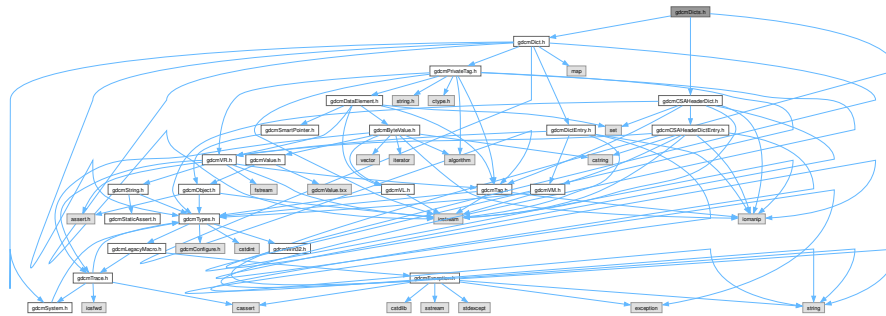 gdcmDicts.h
gdcmDict.h
gdcmPrivateTag.h
map
gdcmDataElement.h
string.h
ctype.h
gdcmCSAHeaderDict.h
gdcmSmartPointer.h
gdcmByteValue.h
gdcmDictEntry.h
set
gdcmCSAHeaderDictEntry.h
gdcmVR.h
gdcmValue.h
vector
iterator
algorithm
cstring
gdcmString.h
gdcmObject.h
fstream
gdcmValue.txx
gdcmVL.h
gdcmTag.h
gdcmVM.h
assert.h
gdcmStaticAssert.h
gdcmTypes.h
iostream
iomanip
gdcmLegacyMacro.h
gdcmConfigure.h
cstdint
gdcmWin32.h
gdcmTrace.h
gdcmException.h
gdcmSystem.h
iosfwd
cassert
cstdlib
sstream
stdexcept
exception
string